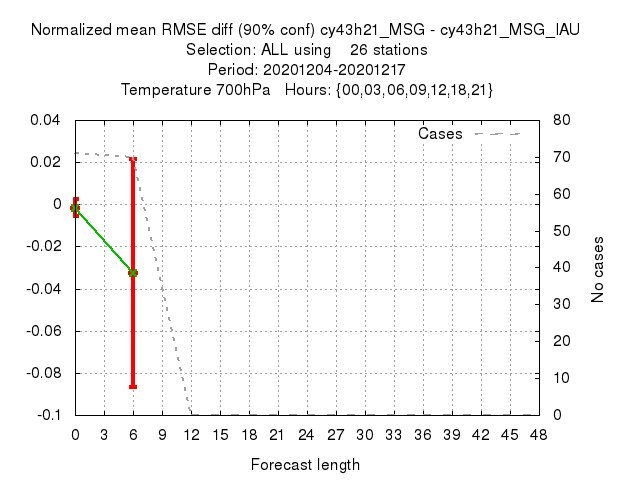 Normalized mean RMSE diff (90% conf) cy43h21_MSG - cy43h21_MSG_IAU
Selection: ALL using    26 stations
Period: 20201204-20201217
Temperature 700hPa   Hours: {00,03,06,09,12,18,21}
0.04
0.02
0
-0.02
-0.04
-0.06
-0.08
-0.1
Cases
80
70
60
50
40
30
20
10
0
No cases
0 3 6 9 12 15 18 21 24 27 30 33 36 39 42 45 48
Forecast length